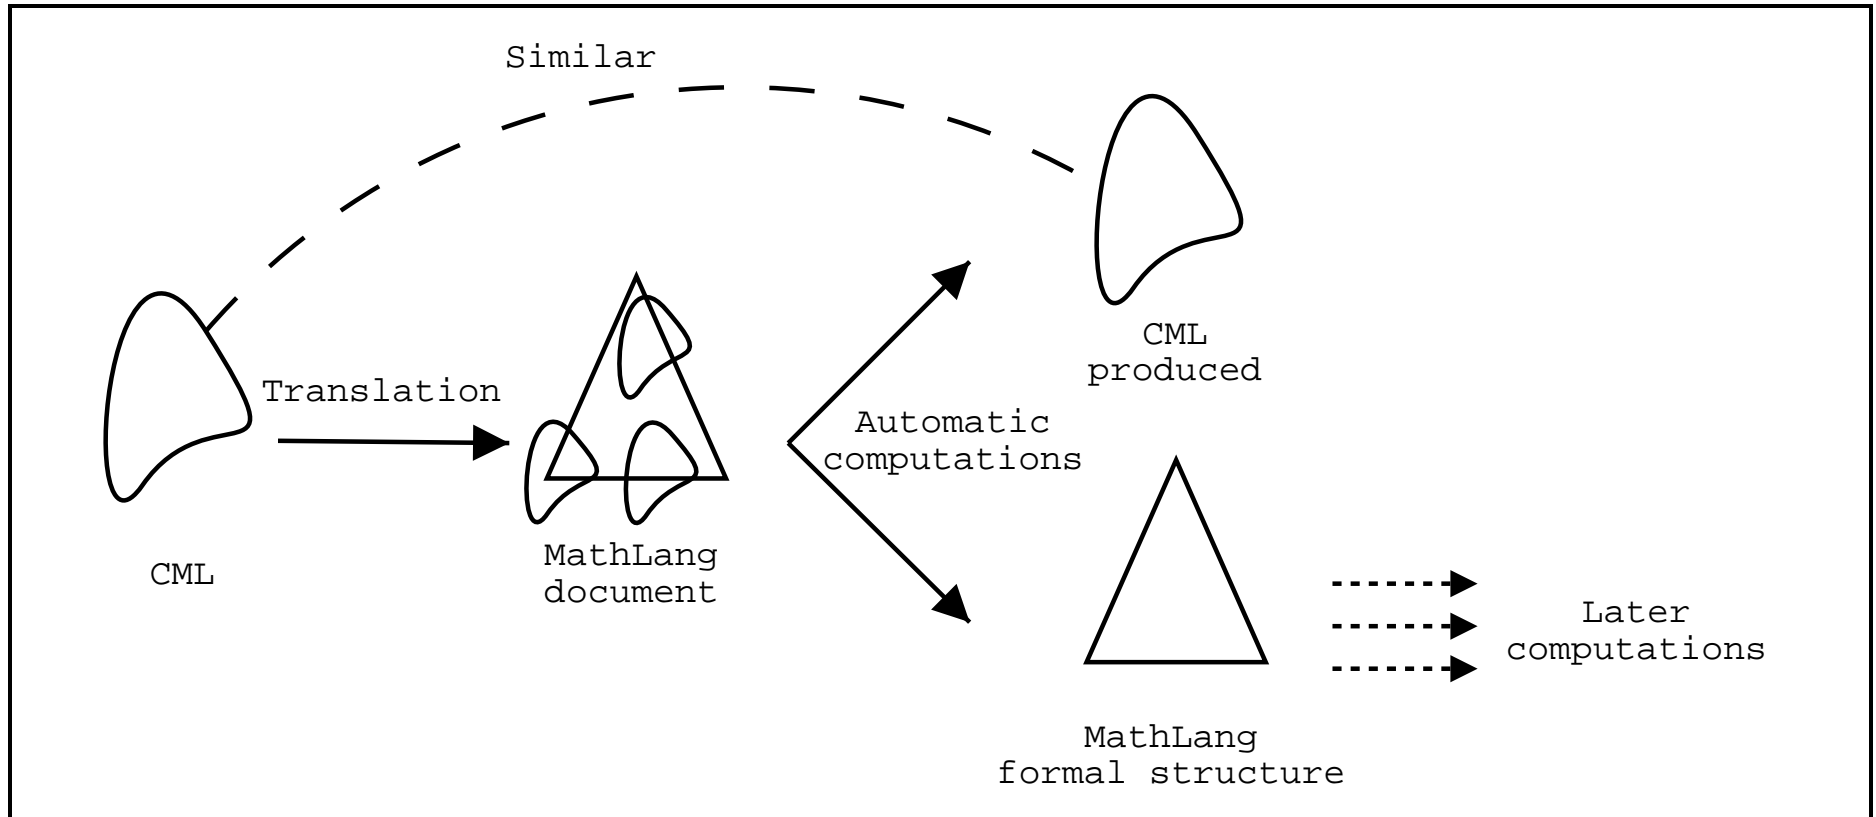 Similar
Translation
CML
MathLang
document
Automatic
computations
CML
produced
MathLang
formal structure
Later
computations